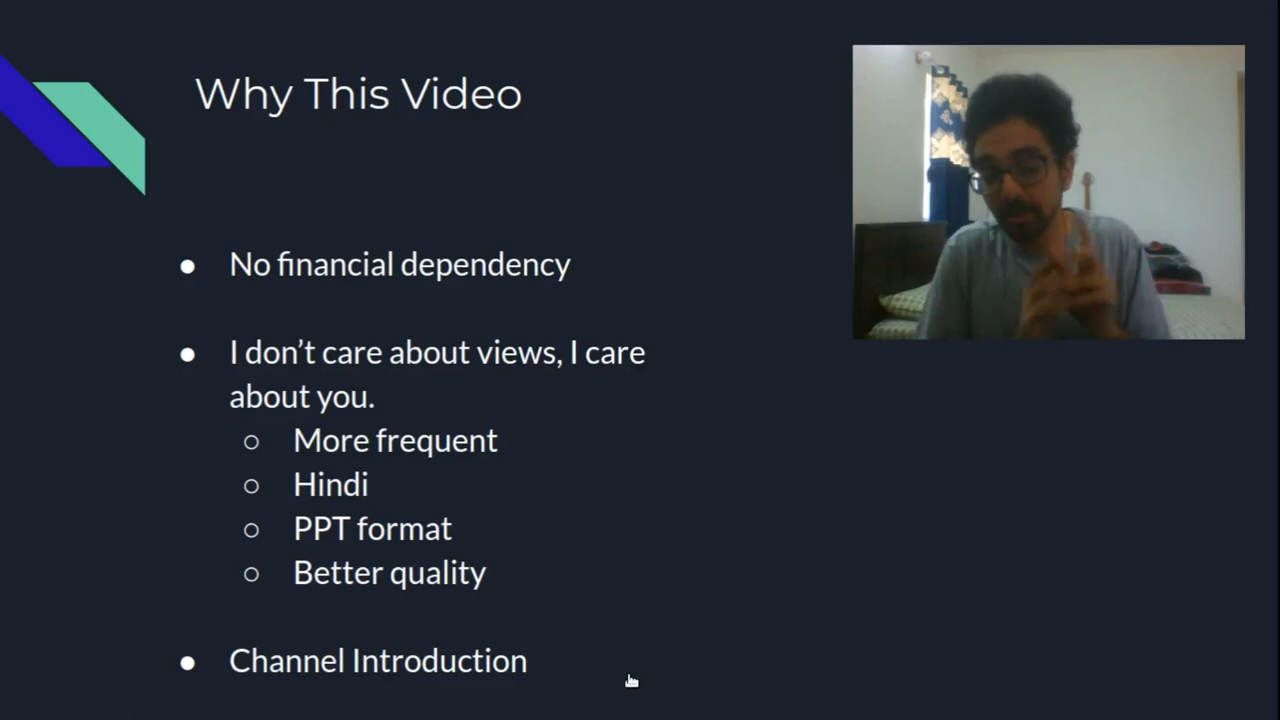 Why This Video
● No financial dependency
● I don’t care about views, I care
about you.
○ More frequent
○ Hindi
○ PPT format
○ Better quality
● Channel Introduction